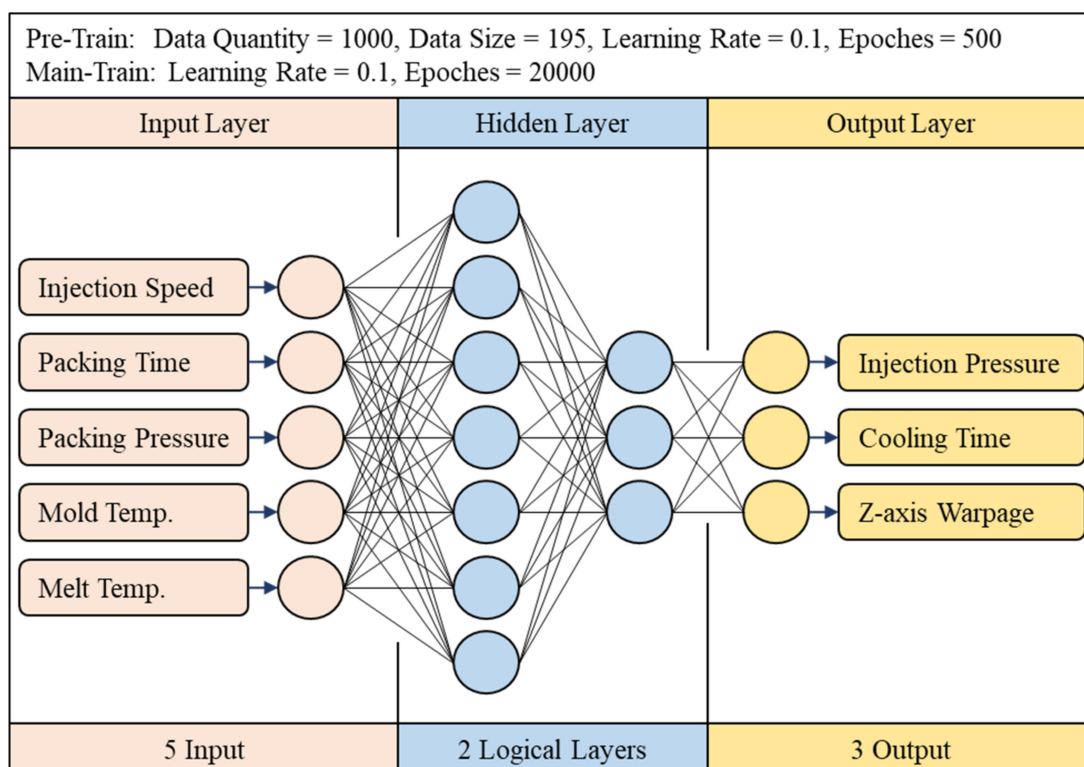 Pre-Train: Data Quantity = 1000, Data Size = 195, Learning Rate = 0.1, Epoches = 500
Main-Train: Learning Rate = 0.1, Epoches = 20000
Input Layer
Hidden Layer
Output Layer
Injection Speed
Packing Time
Packing Pressure
Mold Temp.
Melt Temp.
Injection Pressure
Cooling Time
Z-axis Warpage
5 Input
2 Logical Layers
3 Output